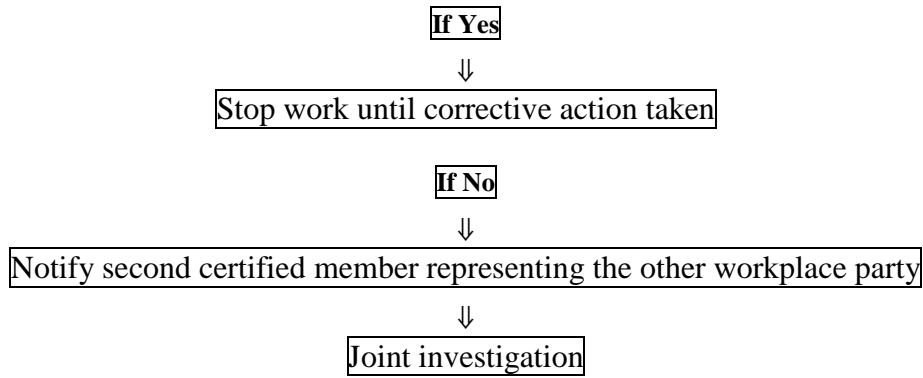 If Yes
⇓
Stop work until corrective action taken
If No
⇓
Notify second certified member representing the other workplace party
⇓
Joint investigation